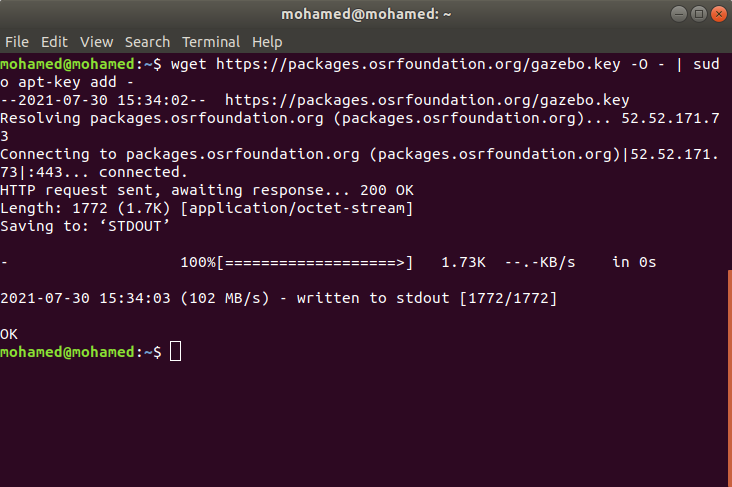 mohamed@mohamed: ~
File Edit View Search Terminal Help
mohamed@mohamed:~$ wget https://packages.osrfoundation.org/gazebo.key -O - | sud
o apt-key add -
--2021-07-30 15:34:02--  https://packages.osrfoundation.org/gazebo.key
Resolving packages.osrfoundation.org (packages.osrfoundation.org)... 52.52.171.7
3
Connecting to packages.osrfoundation.org (packages.osrfoundation.org)|52.52.171.
73|:443... connected.
HTTP request sent, awaiting response... 200 OK
Length: 1772 (1.7K) [application/octet-stream]
Saving to: ‘STDOUT’
-                   100%[===================>]   1.73K  --.-KB/s    in 0s
2021-07-30 15:34:03 (102 MB/s) - written to stdout [1772/1772]
OK
mohamed@mohamed:~$